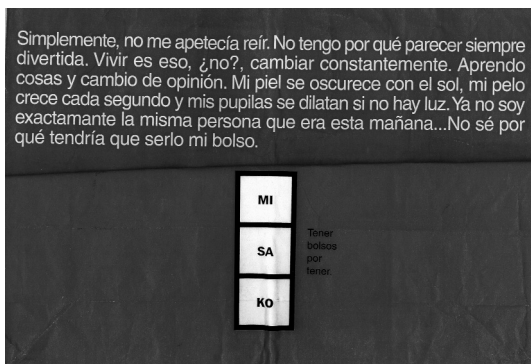 Simplemente, no me apetecía reír. No tengo por qué parecer siempre
divertida. Vivir es eso, ¿no?, cambiar constantemente. Aprendo
cosas y cambio de opinión. Mi piel se oscurece con el sol, mi pelo
crece cada segundo y mis pupilas se dilatan si no hay luz. Ya no soy
exactamente la misma persona que era esta mañana...No sé por
qué tendría que serlo mi bolso.
MI
SA
KO
Tener
bolsos
por
tener.